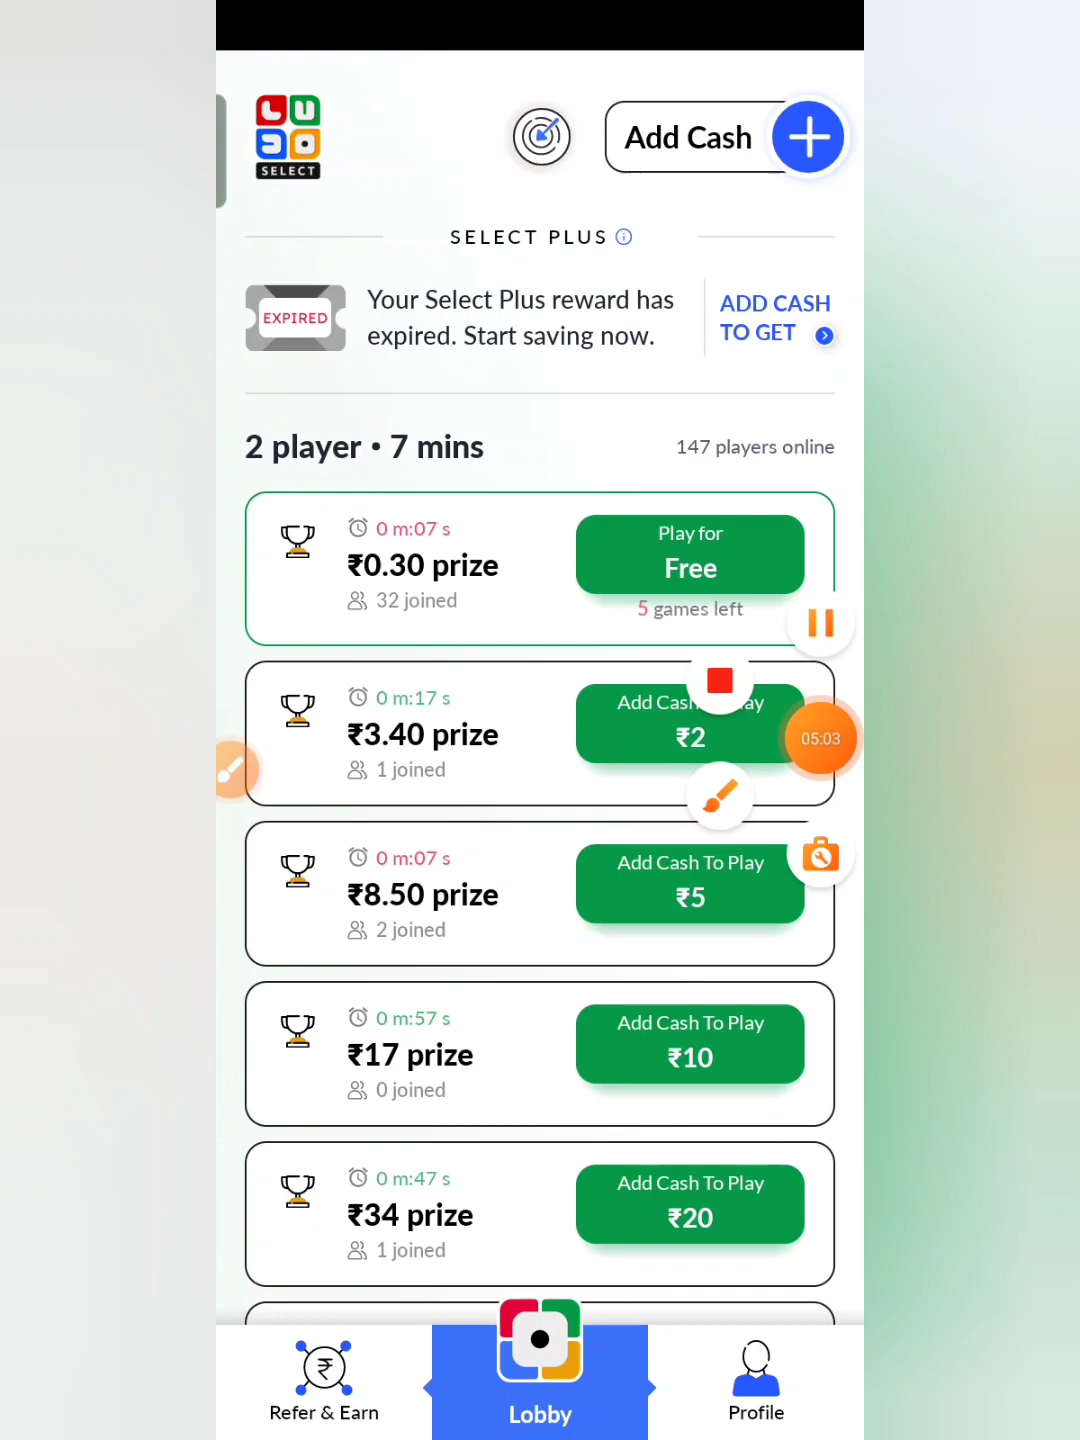 LUDO
SELECT
Add Cash
SELECT PLUS
EXPIRED
Your Select Plus reward has
expired. Start saving now.
ADD CASH
TO GET
2 player • 7 mins
147 players online
0 m:07 s
₹0.30 prize
32 joined
Play for
Free
5 games left
0 m:17 s
₹3.40 prize
1 joined
Add Cash ay
₹2
05:03
0 m:07 s
₹8.50 prize
2 joined
Add Cash To Play
₹5
0 m:57 s
₹17 prize
0 joined
Add Cash To Play
₹10
0 m:47 s
₹34 prize
1 joined
Add Cash To Play
₹20
Refer & Earn
Lobby
Profile